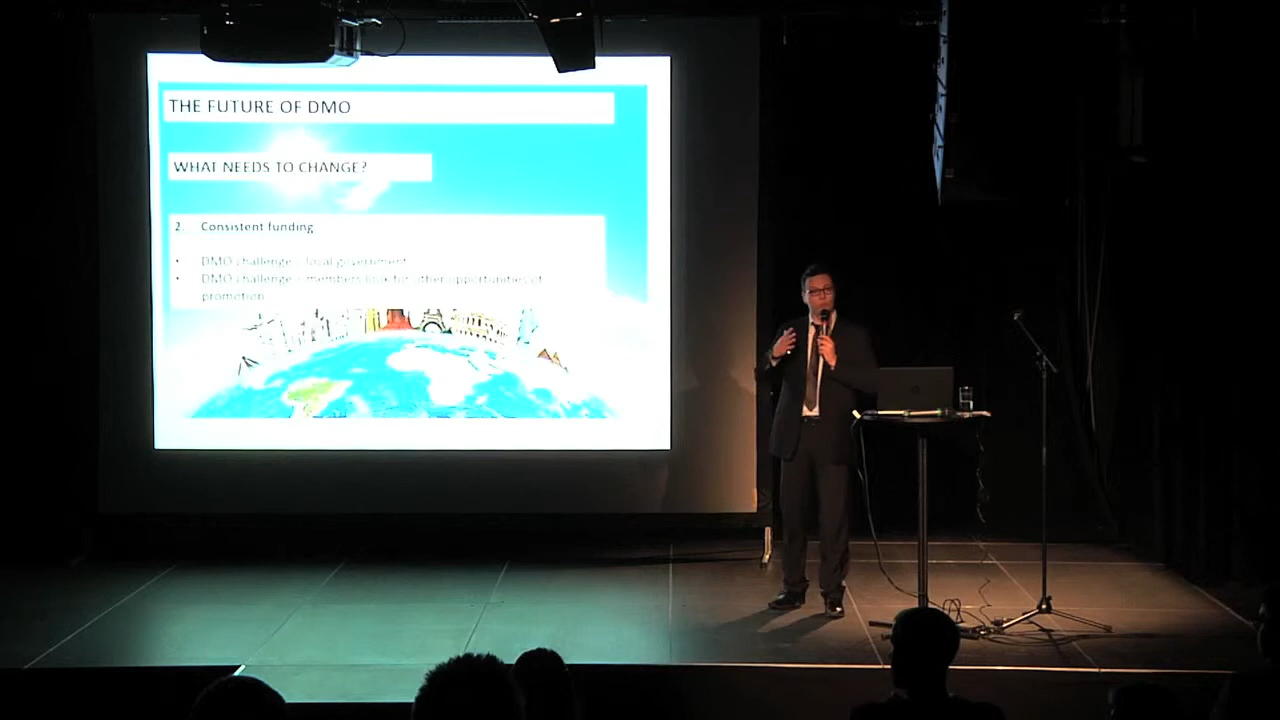 THE FUTURE OF DMO
WHAT NEEDS TO CHANGE?
2. Consistent funding
• DMO challenge – local government
• DMO challenge – members look for other opportunities of
promotion